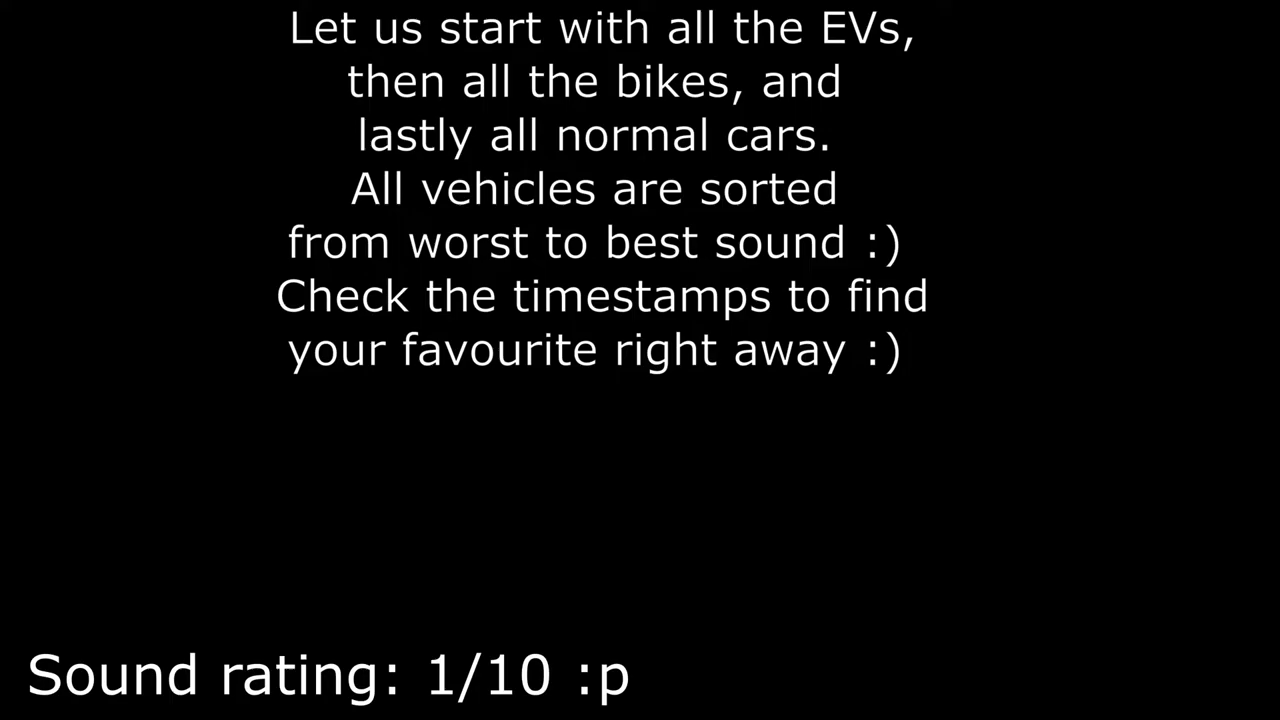 Let us start with all the EVs,
then all the bikes, and
lastly all normal cars.
All vehicles are sorted
from worst to best sound :)
Check the timestamps to find
your favourite right away :)
Sound rating: 1/10 :p